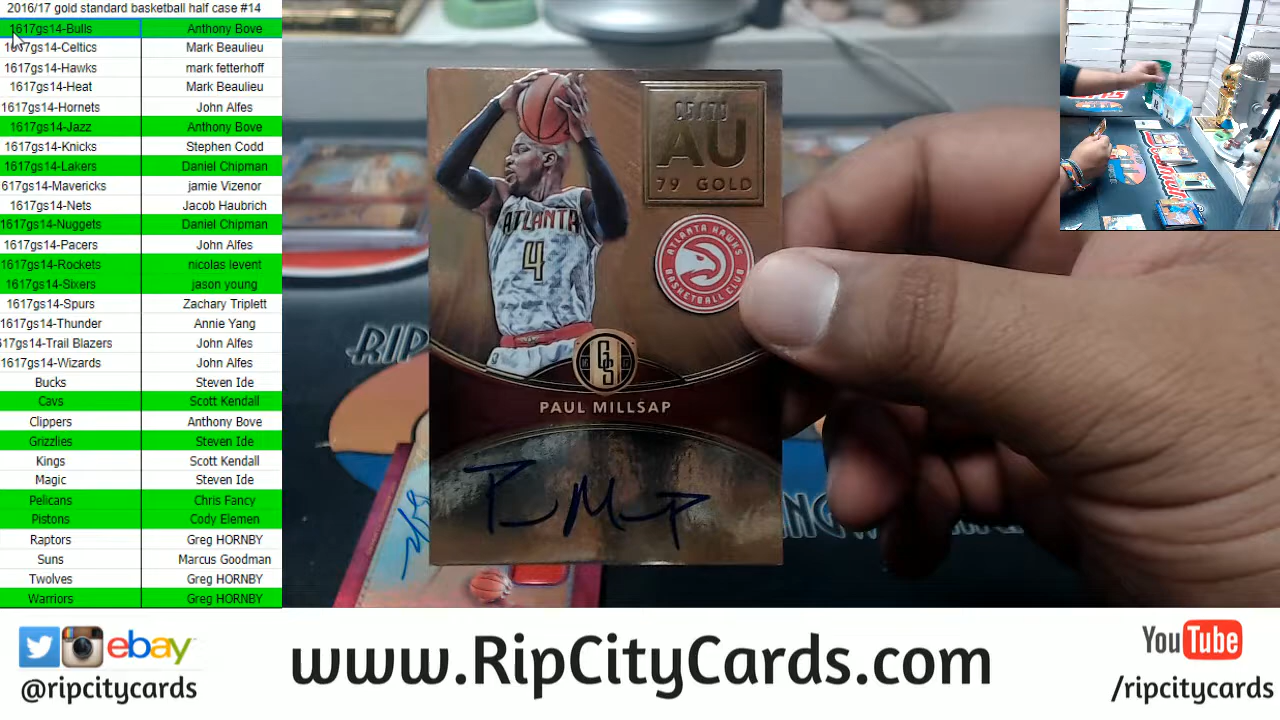 2016/17 gold standard basketball half case #14
1617gs14-Bulls Anthony Bove
1617gs14-Celtics Mark Beaulieu
1617gs14-Hawks mark fetterhoff
1617gs14-Heat Mark Beaulieu
1617gs14-Hornets John Alfes
1617gs14-Jazz Anthony Bove
1617gs14-Knicks Stephen Codd
1617gs14-Lakers Daniel Chipman
1617gs14-Mavericks jamie Vizenor
1617gs14-Nets Jacob Haubrich
1617gs14-Nuggets Daniel Chipman
1617gs14-Pacers John Alfes
1617gs14-Rockets nicolas levent
1617gs14-Sixers jason young
1617gs14-Spurs Zachary Triplett
1617gs14-Thunder Annie Yang
17gs14-Trail Blazers John Alfes
1617gs14-Wizards John Alfes
Bucks Steven Ide
Cavs Scott Kendall
Clippers Anthony Bove
Grizzlies Steven Ide
Kings Scott Kendall
Magic Steven Ide
Pelicans Chris Fancy
Pistons Cody Elemen
Raptors Greg HORNBY
Suns Marcus Goodman
Twolves Greg HORNBY
Warriors Greg HORNBY
AU
79 GOLD
ATLANTA HAWKS
BASKETBALL CLUB
ATLANTA
4
GS
PAUL MILLSAP
RIP
ebay
@ripcitycards
www.RipCityCards.com
YouTube
/ripcitycards